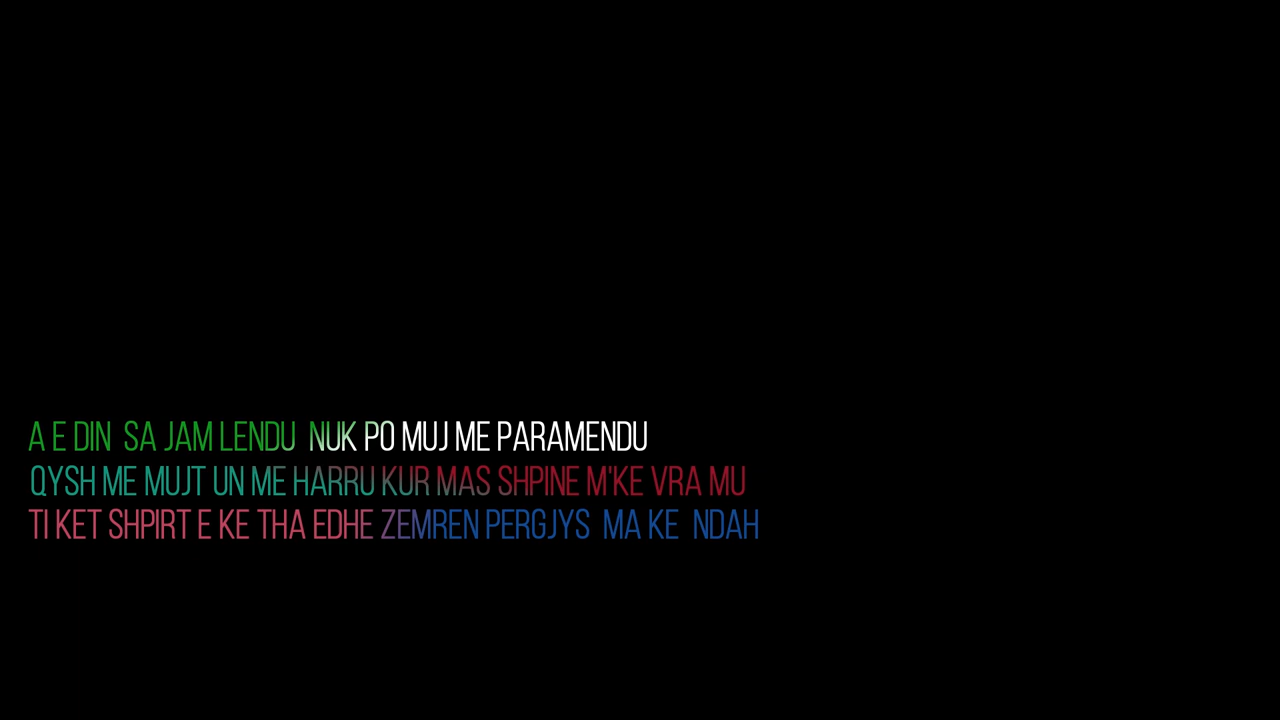 A E DIN  SA JAM LENDU  NUK PO MUJ ME PARAMENDU
QYSH ME MUJT UN ME HARRU KUR MAS SHPINE M'KE VRA MU
TI KET SHPIRT E KE THA EDHE ZEMREN PERGJYS  MA KE  NDAH